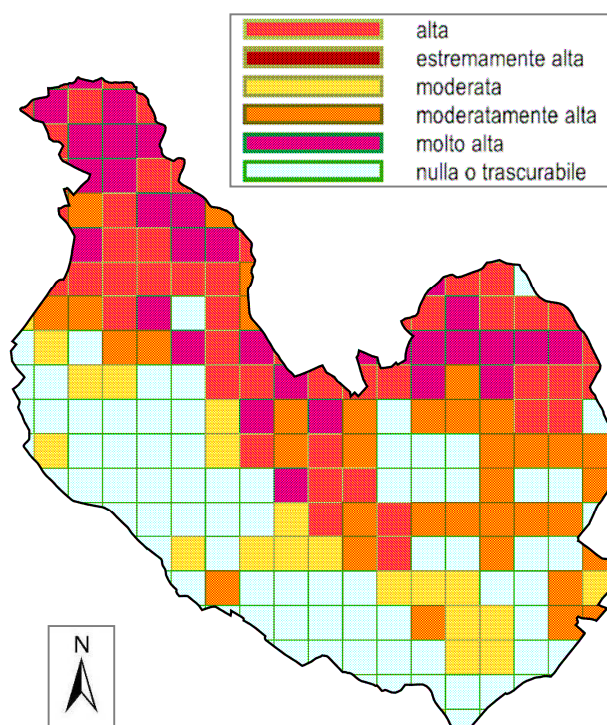 alta
estremamente alta
moderata
moderatamente alta
molto alta
nulla o trascurabile
N